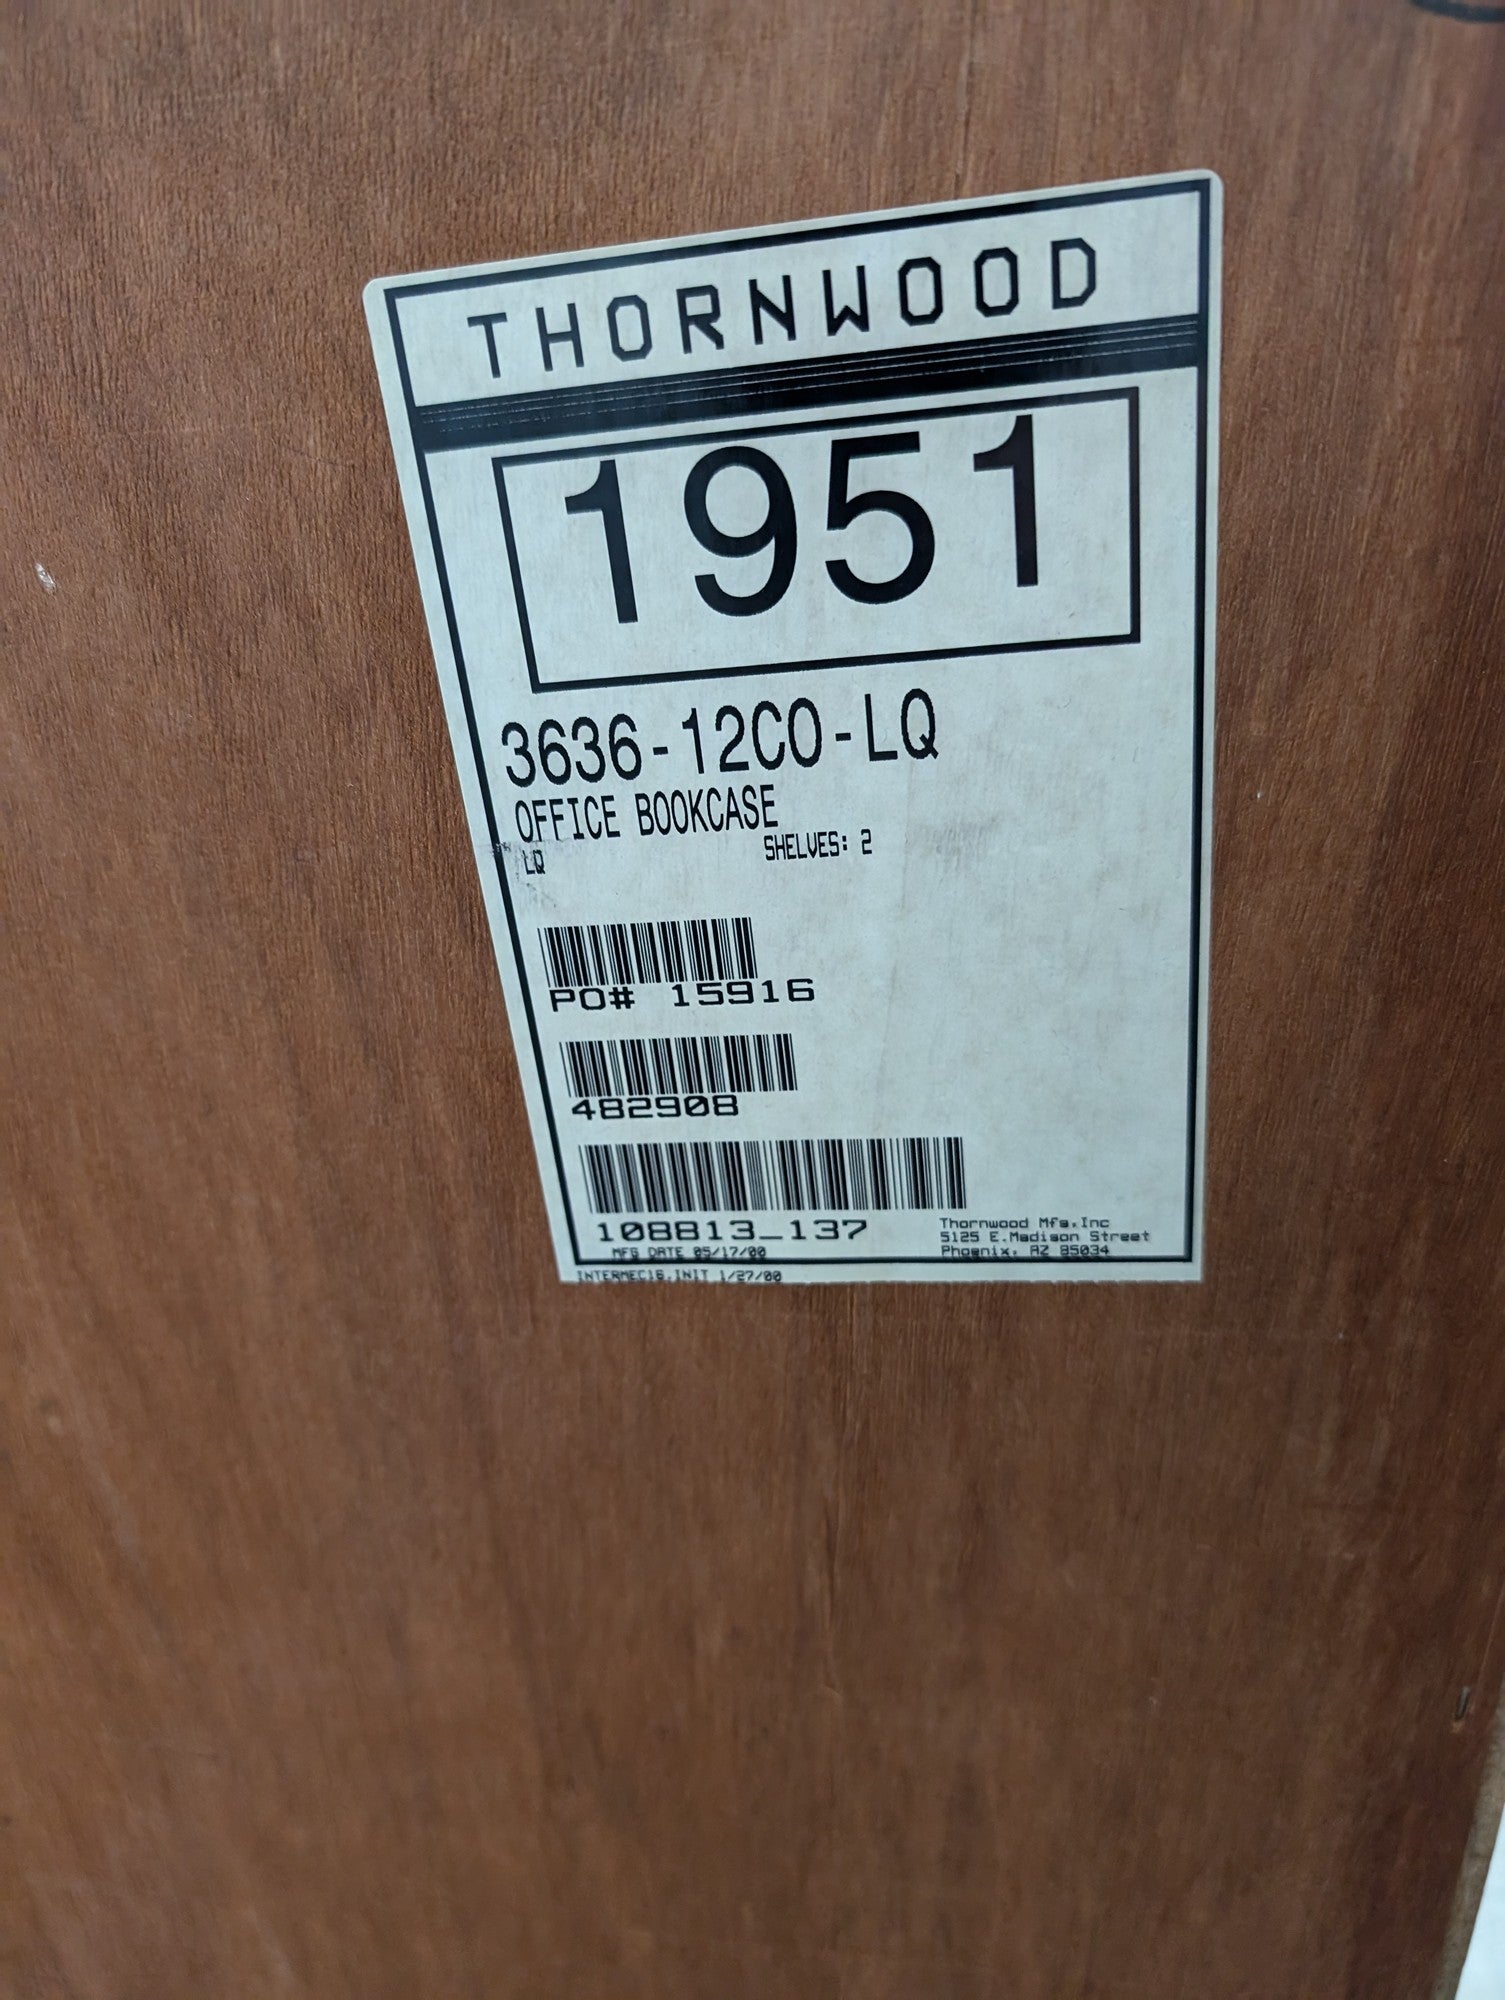 THORNWOOD
1951
3636-12CO-LQ
OFFICE BOOKCASE
LQ SHELVES: 2
PO# 15916
482908
108813_137
MFG DATE 05/17/00
Thornwood Mfg.Inc
5125 E.Madison Street
Phoenix, AZ 85034
INTERMEC16.INIT 1/27/00